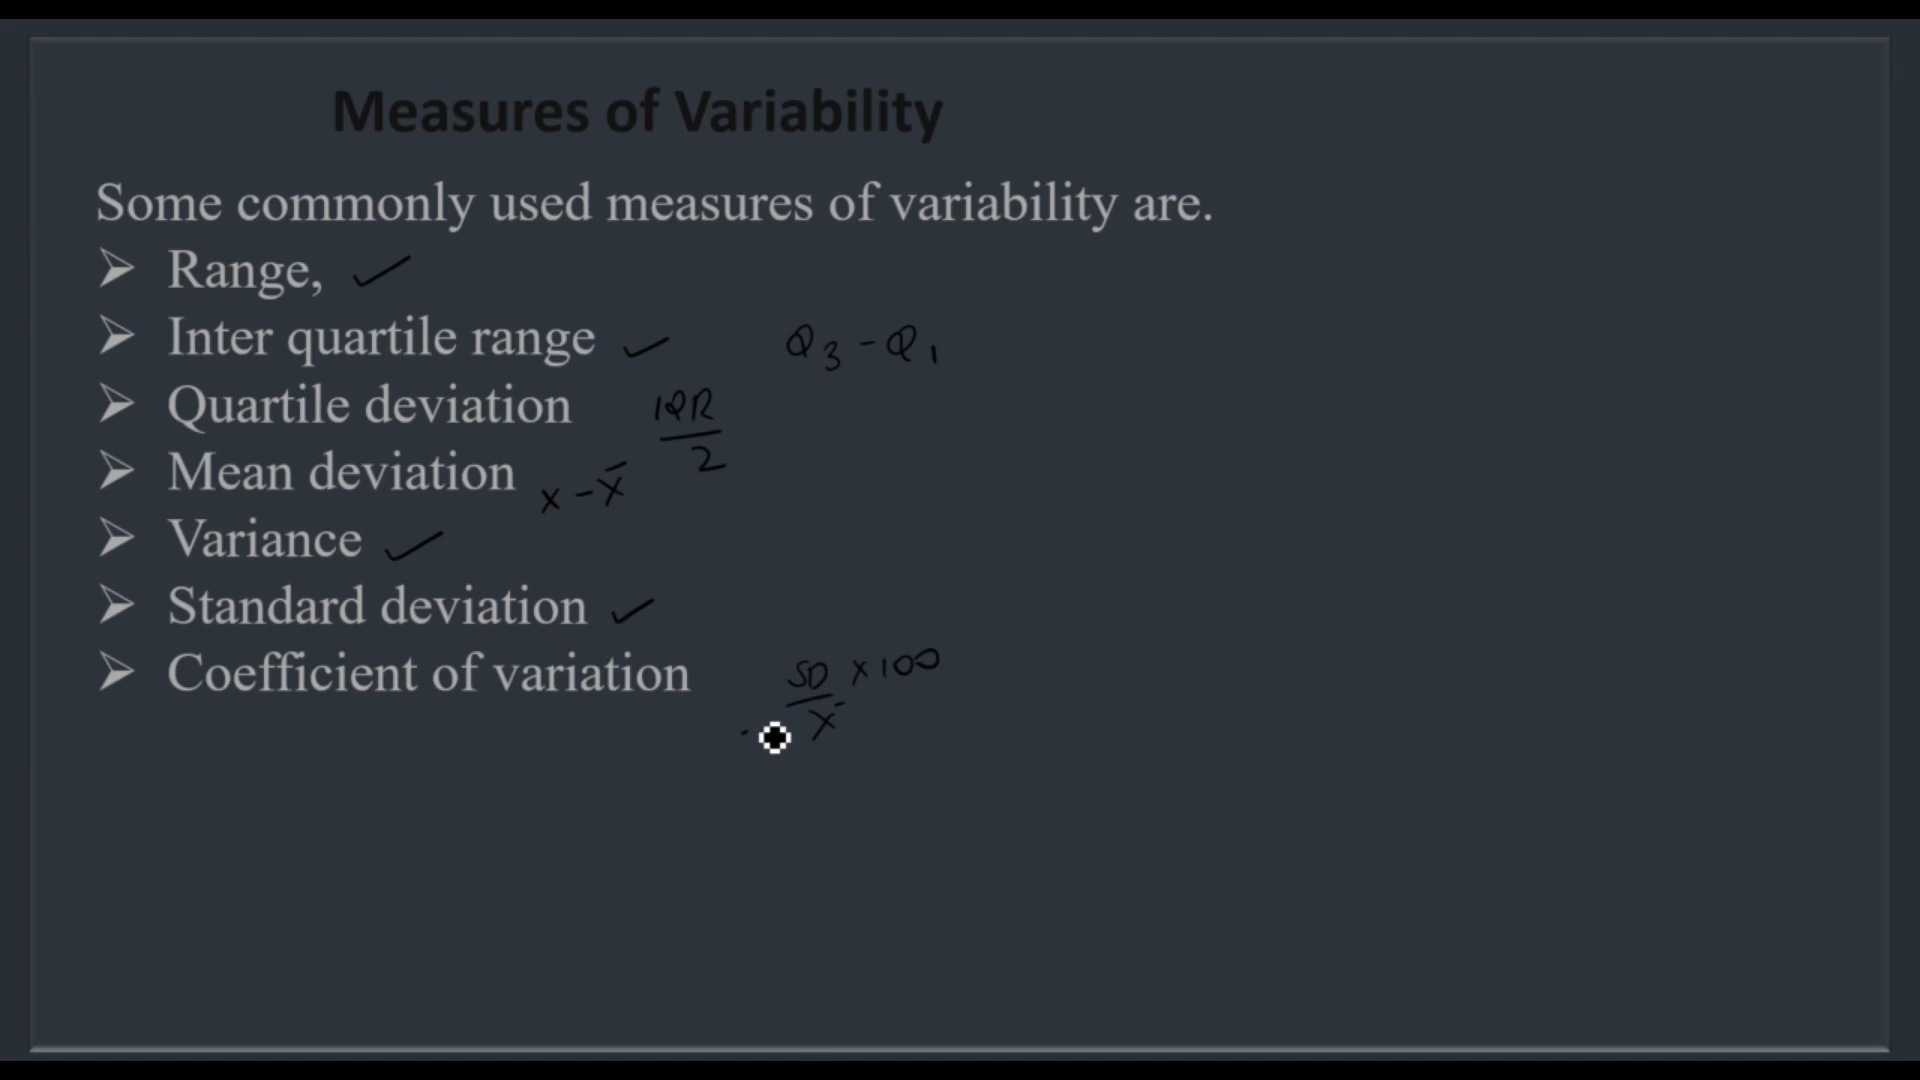 Measures of Variability
Some commonly used measures of variability are.
➢ Range, ✓
➢ Inter quartile range ✓ Q₃ - Q₁
➢ Quartile deviation IQR/2
➢ Mean deviation x - x̄
➢ Variance ✓
➢ Standard deviation ✓
➢ Coefficient of variation SD/x̄ × 100